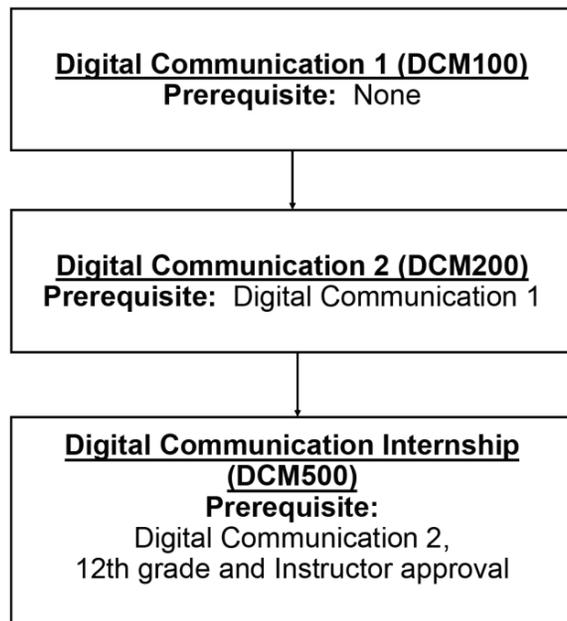 Digital Communication 1 (DCM100)
Prerequisite: None
Digital Communication 2 (DCM200)
Prerequisite: Digital Communication 1
Digital Communication Internship
(DCM500)
Prerequisite:
Digital Communication 2,
12th grade and Instructor approval